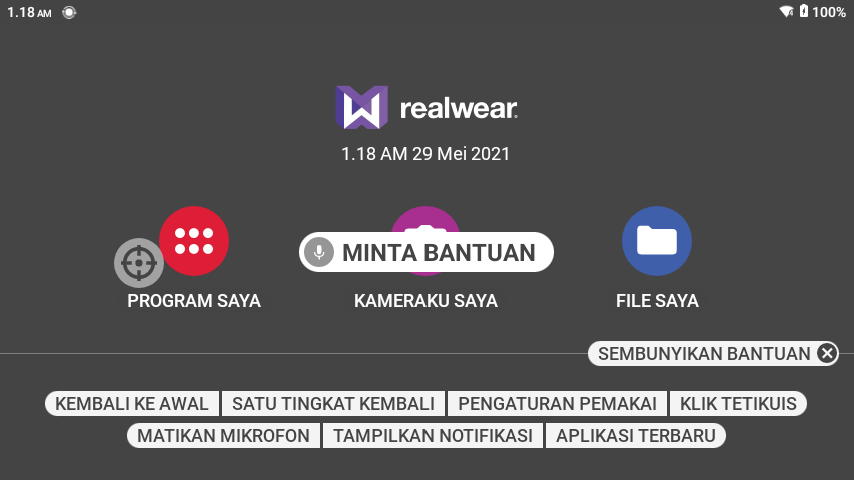 1.18 AM 100%
realwear
1.18 AM 29 Mei 2021
MINTA BANTUAN
PROGRAM SAYA KAMERAKU SAYA FILE SAYA
SEMBUNYIKAN BANTUAN
KEMBALI KE AWAL SATU TINGKAT KEMBALI PENGATURAN PEMAKAI KLIK TETIKUIS
MATIKAN MIKROFON TAMPILKAN NOTIFIKASI APLIKASI TERBARU